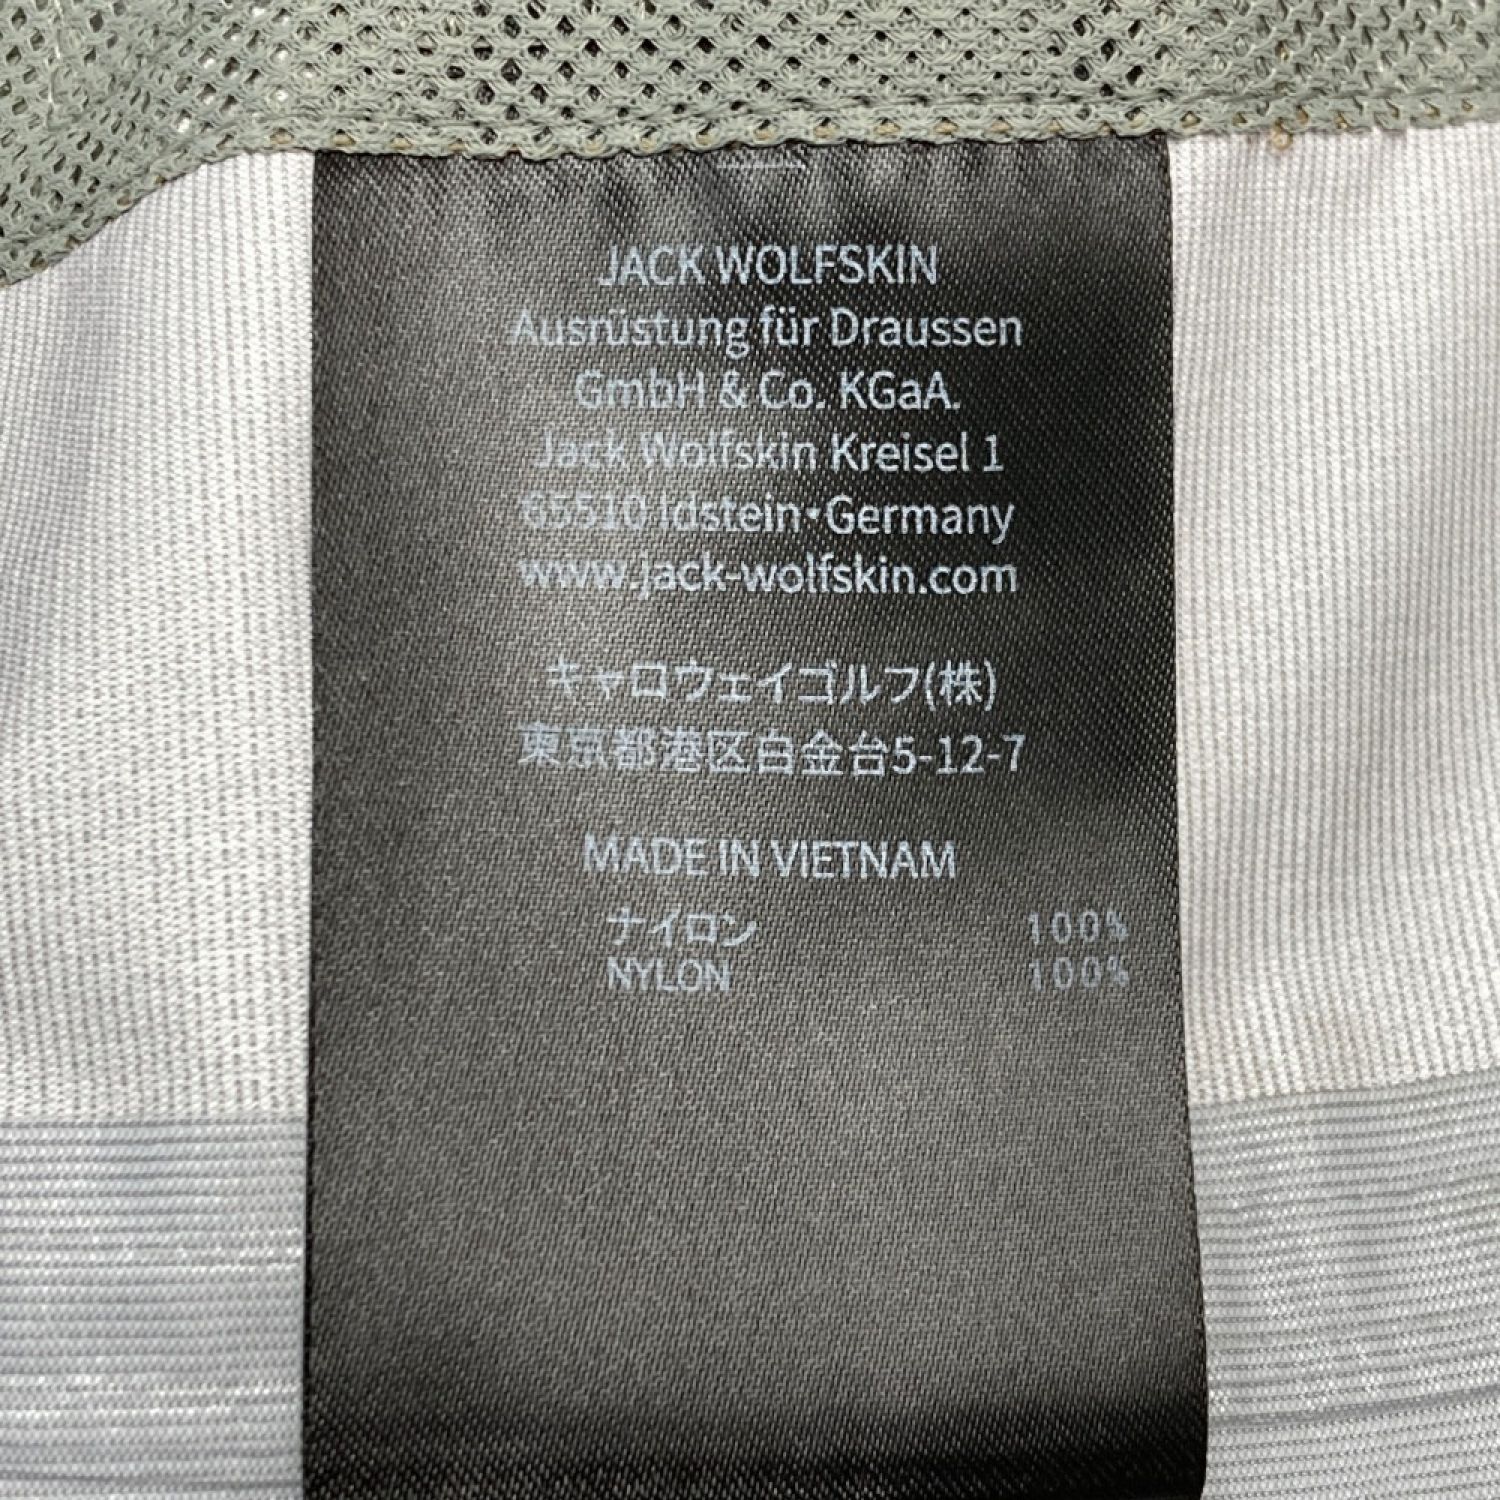 JACK WOLFSKIN
Ausrüstung für Draussen
GmbH & Co. KGaA.
Jack Wolfskin Kreisel 1
65510 Idstein•Germany
www.jack-wolfskin.com
キャロウェイゴルフ(株)
東京都港区白金台5-12-7
MADE IN VIETNAM
ナイロン 100%
NYLON 100%